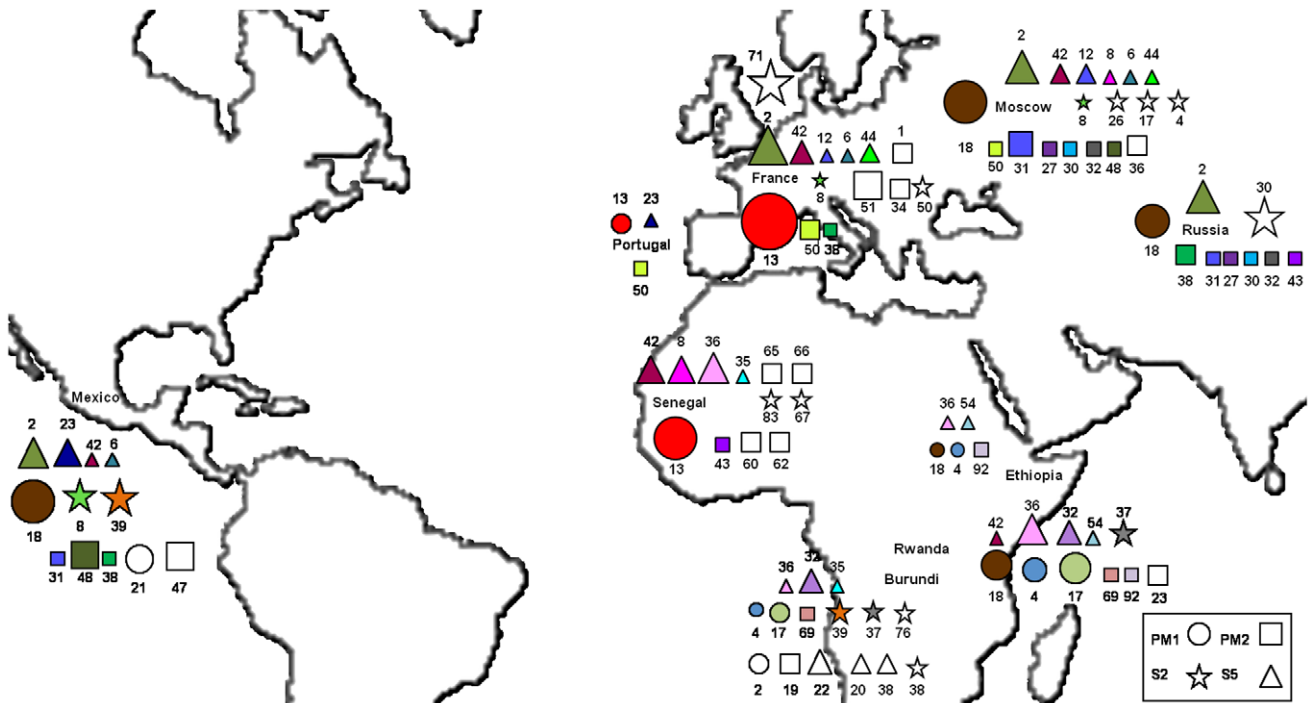 2
42 12 8 6 44
71
Moscow
8 26 17 4
18 50 31 27 30 32 48 36
2 42 12 6 44 1
France
8 51 34 50
13 23
Portugal
50
13 50 38
2 30
18 Russia
38 31 27 30 32 43
42 8 36 35 65 66
Senegal 83 67
13 43 60 62
Mexico
2 23 42 6
18 8 39
31 48 38 21 47
36 54
18 4 92
Ethiopia
42 36 32 54 37
Rwanda
18 4 17 69 92 23
Burundi
36 32 35
4 17 69 39 37 76
2 19 22 20 38 38
PM1 PM2
S2 S5